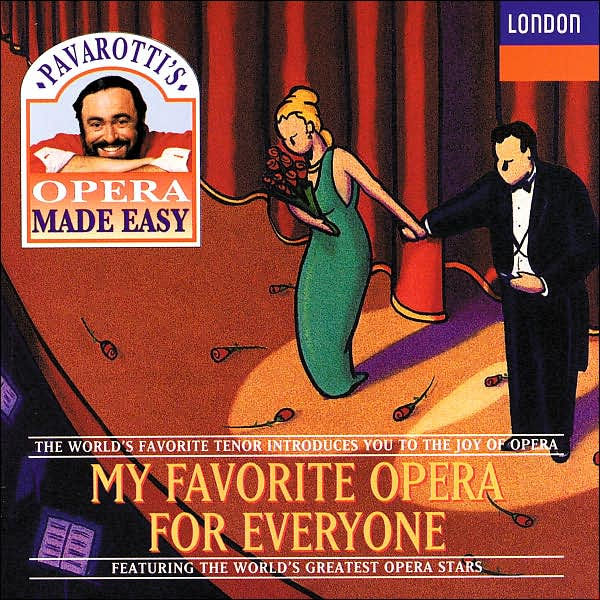 LONDON
·PAVAROTTI'S·
OPERA
MADE EASY
THE WORLD'S FAVORITE TENOR INTRODUCES YOU TO THE JOY OF OPERA
MY FAVORITE OPERA
FOR EVERYONE
FEATURING THE WORLD'S GREATEST OPERA STARS